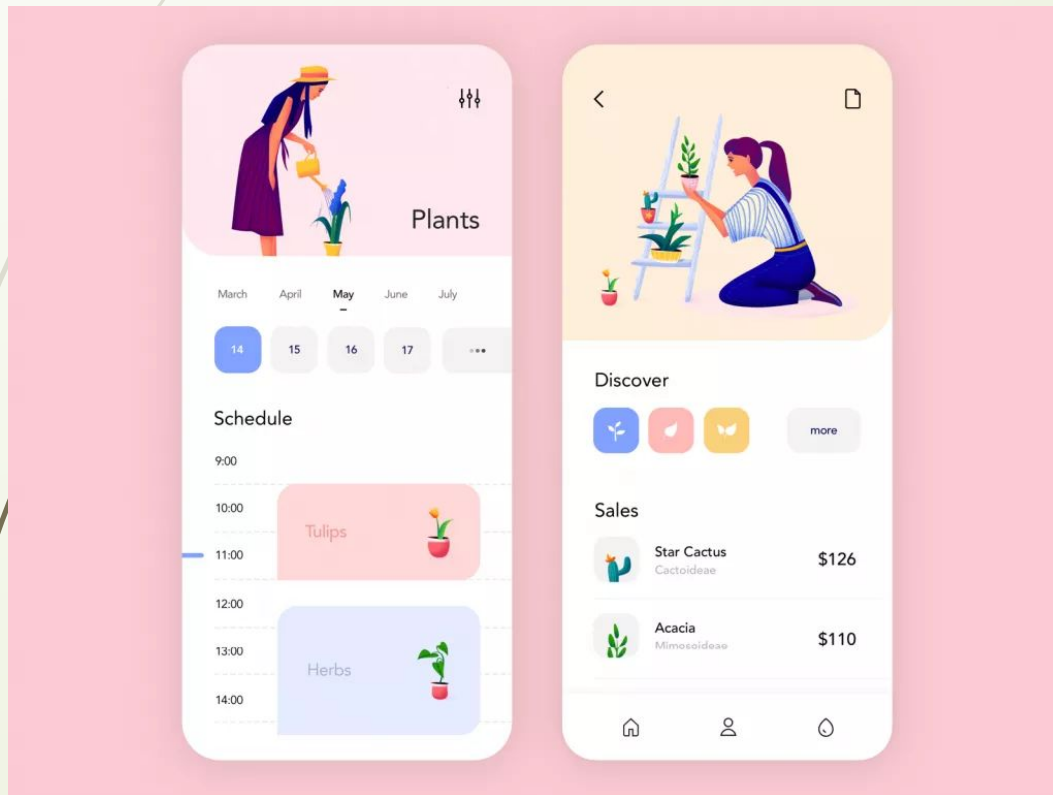 Plants
March April May June July
14 15 16 17
Schedule
9:00
10:00
Tulips
11:00
12:00
13:00
Herbs
14:00
Discover
more
Sales
Star Cactus
Cactoideae
$126
Acacia
Mimosoideae
$110